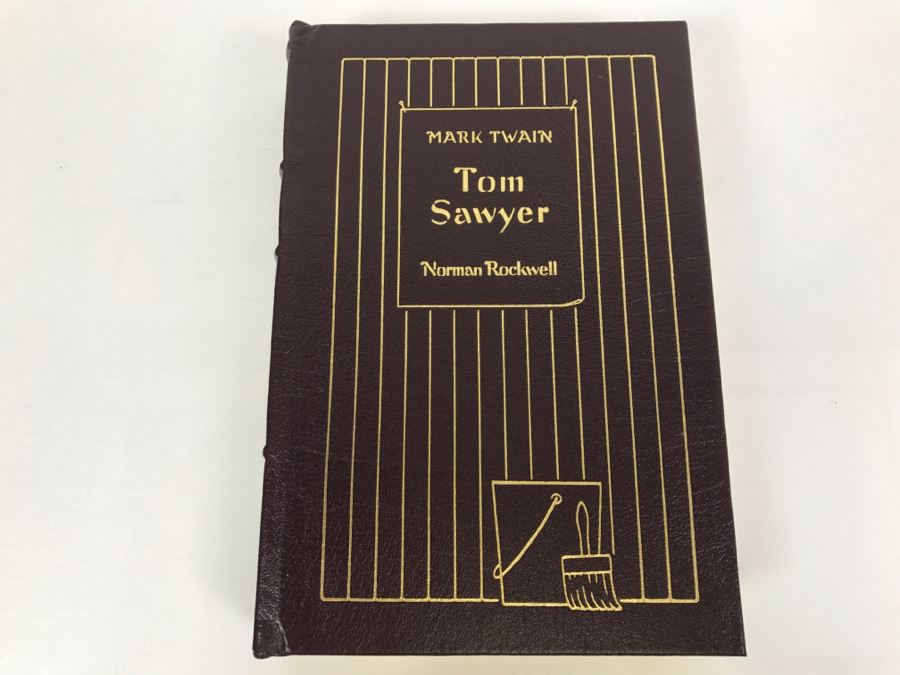 MARK TWAIN
Tom
Sawyer
Norman Rockwell